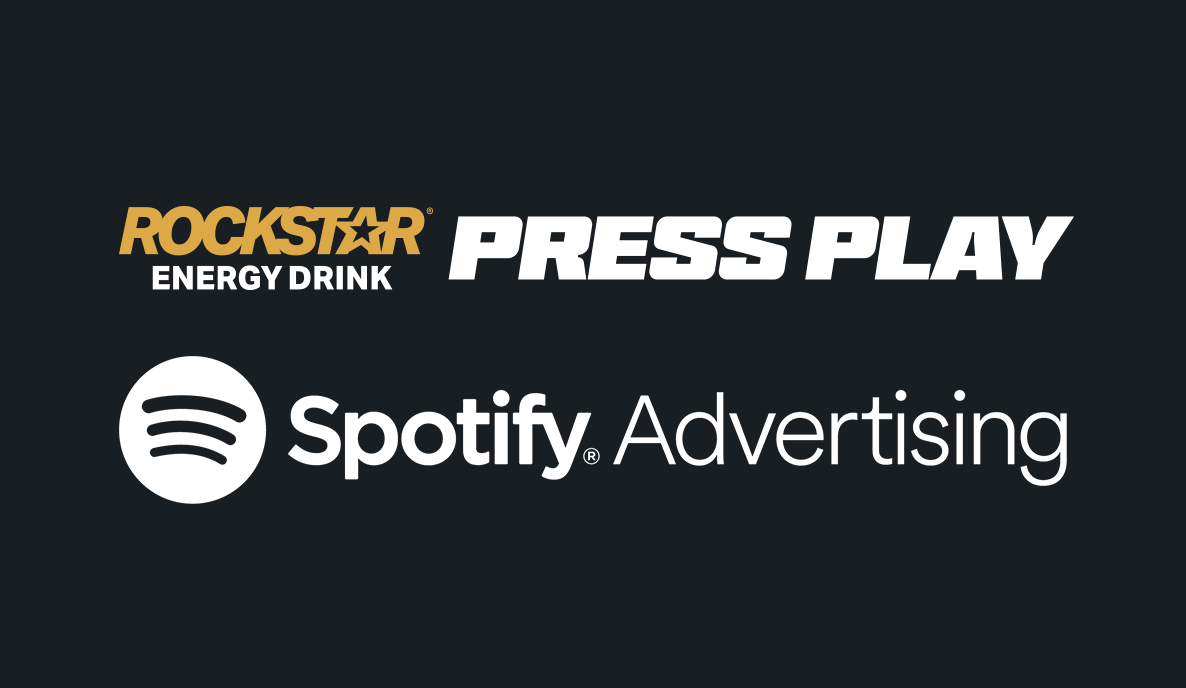 ROCKSTAR® PRESS PLAY
ENERGY DRINK
Spotify® Advertising